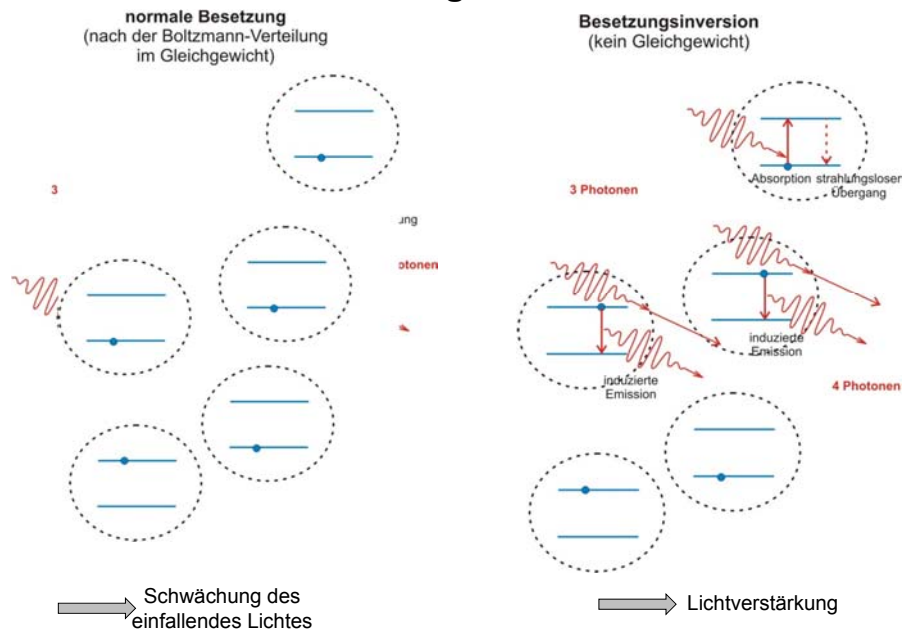 normale Besetzung
(nach der Boltzmann-Verteilung
im Gleichgewicht)
3
Schwächung des
einfallendes Lichtes
Besetzungsinversion
(kein Gleichgewicht)
Absorption strahlungsloser
Übergang
3 Photonen
induzierte
Emission
induzierte
Emission
4 Photonen
Lichtverstärkung